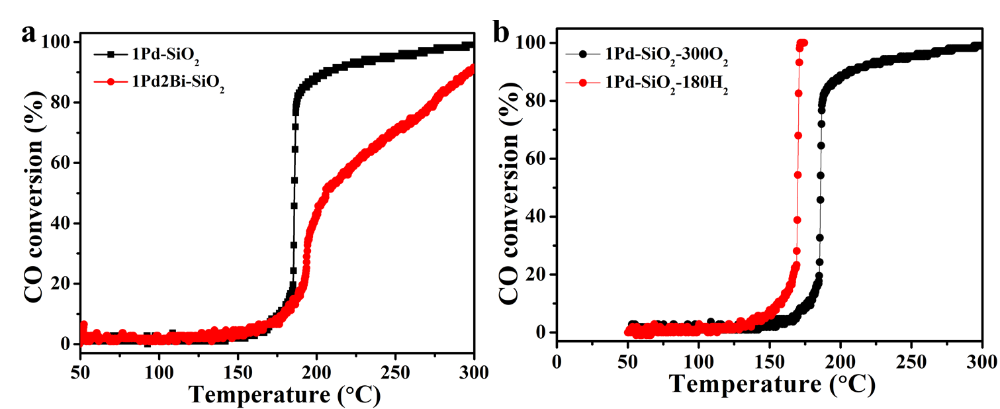 a
1Pd-SiO₂
1Pd2Bi-SiO₂
CO conversion (%)
100
80
60
40
20
0
50 100 150 200 250 300
Temperature (°C)
b
1Pd-SiO₂-300O₂
1Pd-SiO₂-180H₂
CO conversion (%)
100
80
60
40
20
0
0 50 100 150 200 250 300
Temperature (°C)